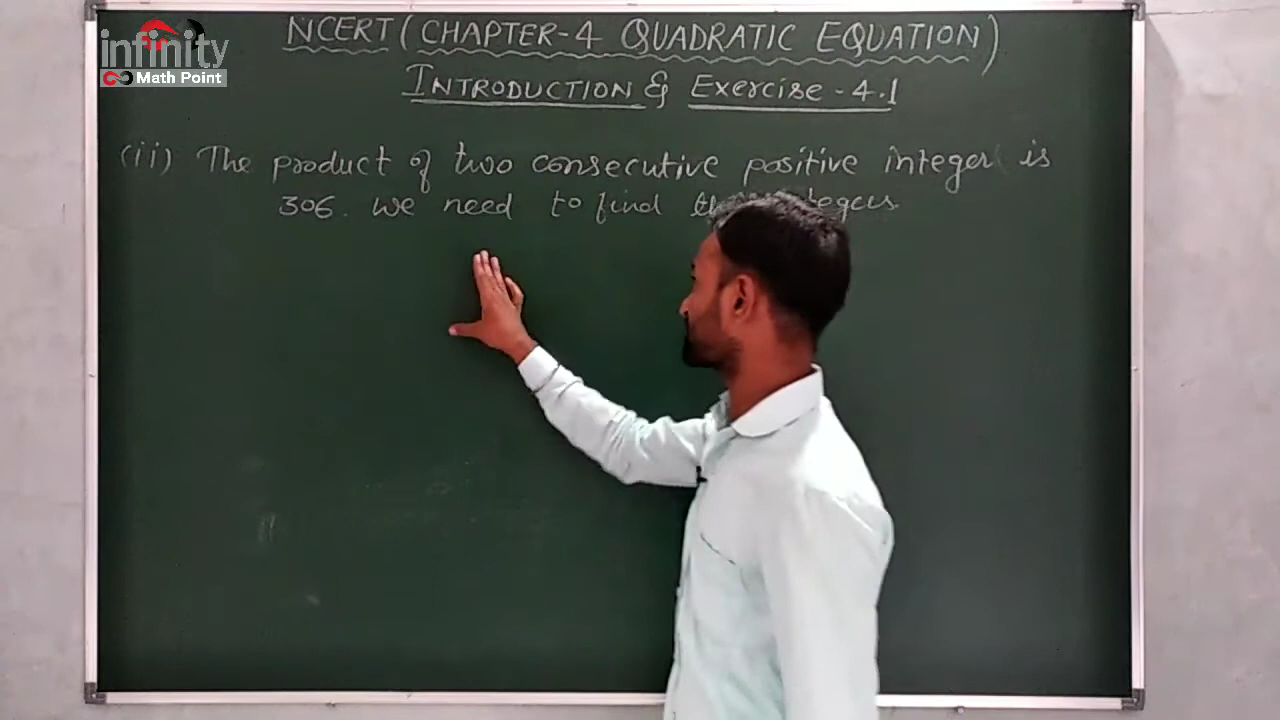 infinity
Math Point
NCERT (CHAPTER-4 QUADRATIC EQUATION)
INTRODUCTION & Exercise - 4.1
(ii) The product of two consecutive positive integer is
306. We need to find